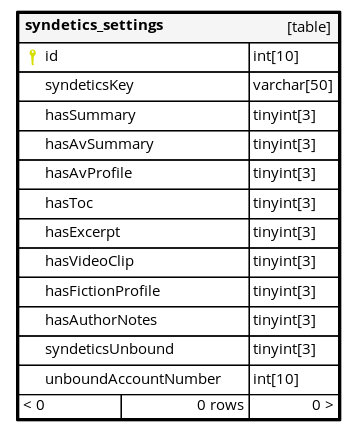 syndetics_settings [table]
id int[10]
syndeticsKey varchar[50]
hasSummary tinyint[3]
hasAvSummary tinyint[3]
hasAvProfile tinyint[3]
hasToc tinyint[3]
hasExcerpt tinyint[3]
hasVideoClip tinyint[3]
hasFictionProfile tinyint[3]
hasAuthorNotes tinyint[3]
syndeticsUnbound tinyint[3]
unboundAccountNumber int[10]
< 0 0 rows 0 >